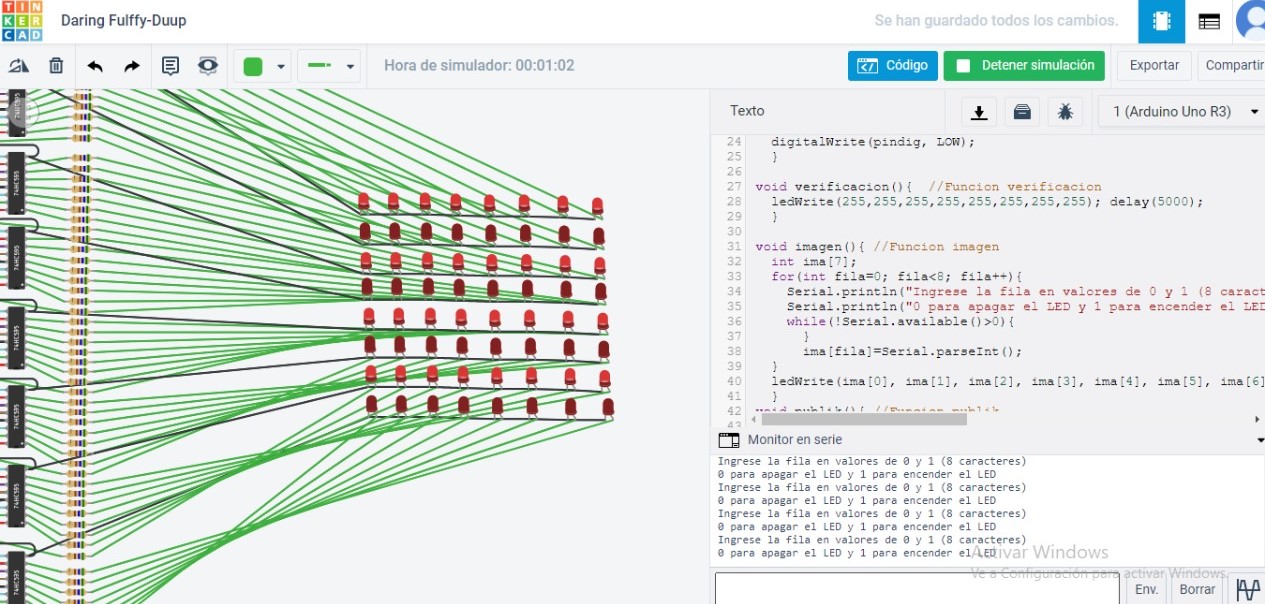 TIN
KER
CAD
Daring Fulffy-Duup
Se han guardado todos los cambios.
Hora de simulador: 00:01:02
Código
Detener simulación
Exportar
Compartir
Texto
1 (Arduino Uno R3)
24 digitalWrite(pindig, LOW);
25 }
26
27 void verificacion(){ //Funcion verificacion
28 ledWrite(255,255,255,255,255,255,255,255); delay(5000);
29 }
30
31 void imagen(){ //Funcion imagen
32 int ima[7];
33 for(int fila=0; fila<8; fila++){
34 Serial.println("Ingrese la fila en valores de 0 y 1 (8 caract
35 Serial.println("0 para apagar el LED y 1 para encender el LED
36 while(!Serial.available()>0){
37 }
38 ima[fila]=Serial.parseInt();
39 }
40 ledWrite(ima[0], ima[1], ima[2], ima[3], ima[4], ima[5], ima[6]
41 }
42 void publik(){ //Funcion publik
43
Monitor en serie
Ingrese la fila en valores de 0 y 1 (8 caracteres)
0 para apagar el LED y 1 para encender el LED
Ingrese la fila en valores de 0 y 1 (8 caracteres)
0 para apagar el LED y 1 para encender el LED
Ingrese la fila en valores de 0 y 1 (8 caracteres)
0 para apagar el LED y 1 para encender el LED
Ingrese la fila en valores de 0 y 1 (8 caracteres)
0 para apagar el LED y 1 para encender el LED
Activar Windows
Ve a Configuración para activar Windows.
Env.
Borrar
74HC595
74HC595
74HC595
74HC595
74HC595
74HC595
74HC595